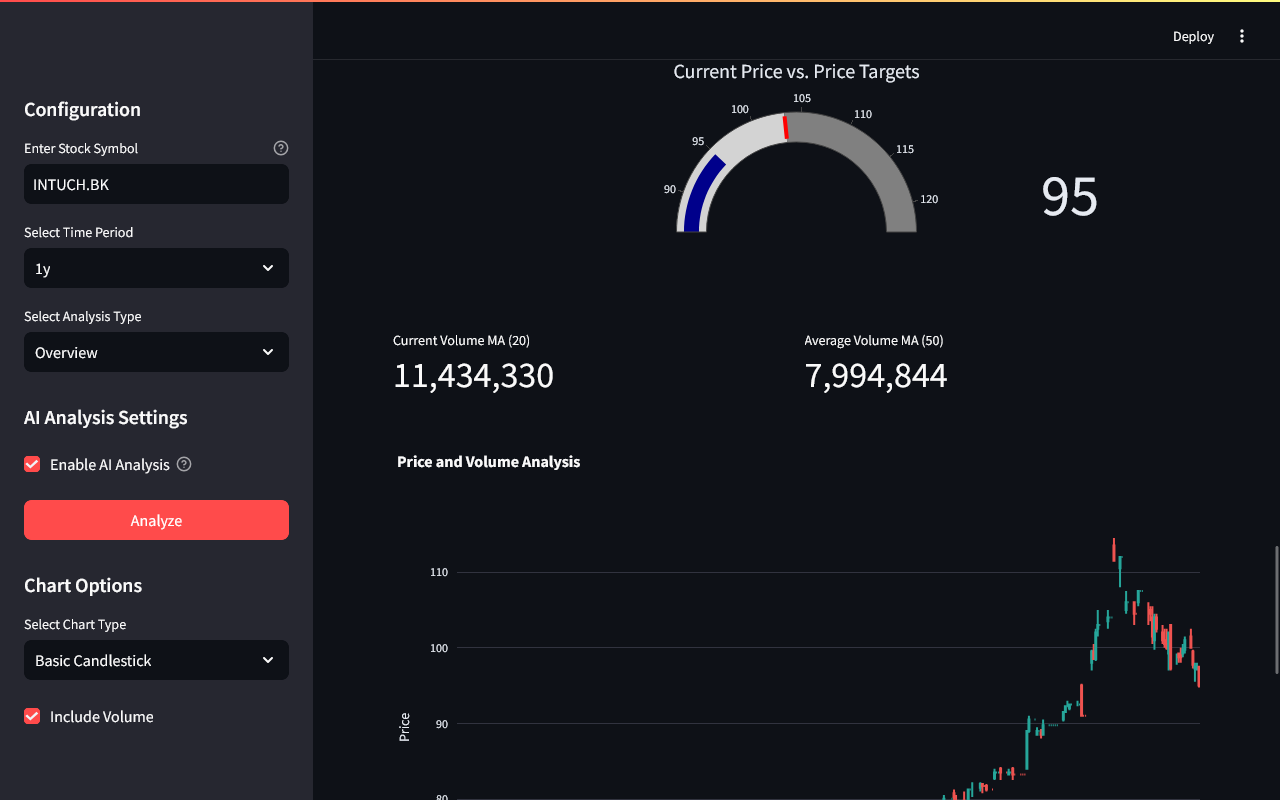 Deploy
Configuration
Enter Stock Symbol
INTUCH.BK
Select Time Period
1y
Select Analysis Type
Overview
AI Analysis Settings
Enable AI Analysis
Analyze
Chart Options
Select Chart Type
Basic Candlestick
Include Volume
Current Price vs. Price Targets
90
95
100
105
110
115
120
95
Current Volume MA (20)
11,434,330
Average Volume MA (50)
7,994,844
Price and Volume Analysis
110
100
90
80
Price